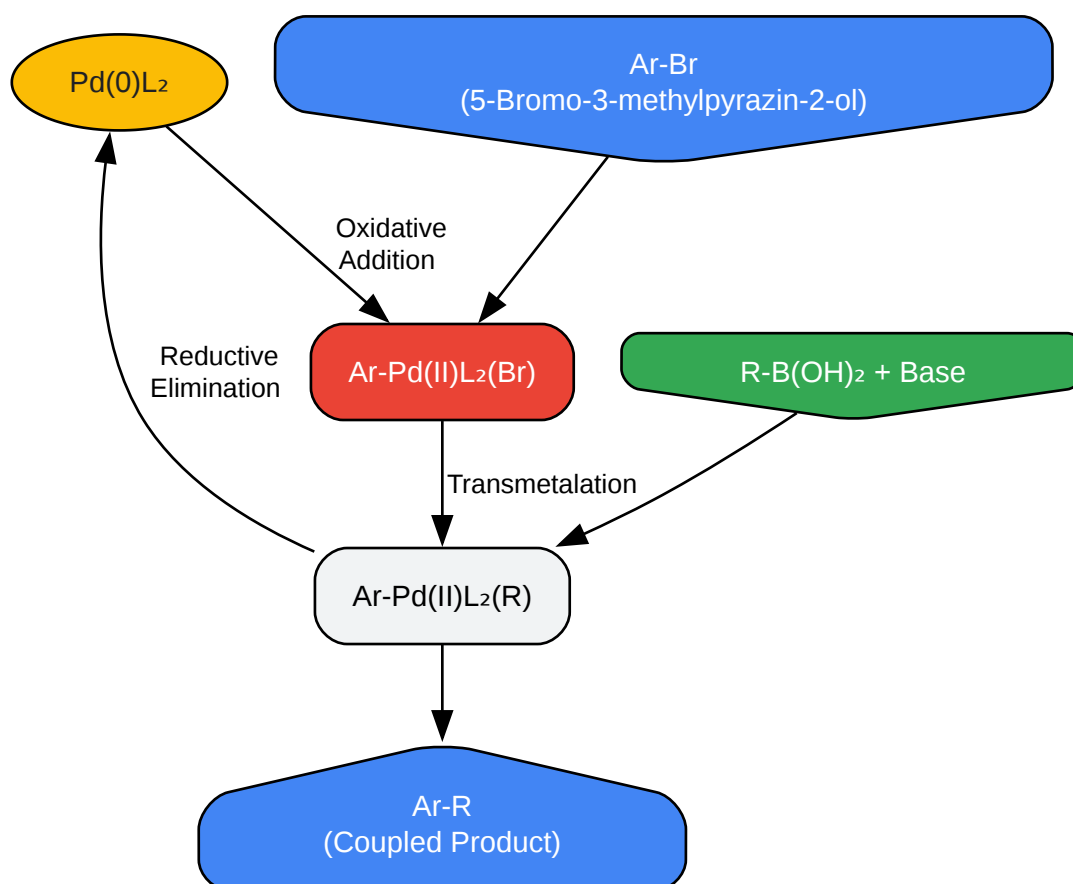 Pd(0)L₂
Ar-Br
(5-Bromo-3-methylpyrazin-2-ol)
Oxidative
Addition
Reductive
Elimination
Ar-Pd(II)L₂(Br)
R-B(OH)₂ + Base
Transmetalation
Ar-Pd(II)L₂(R)
Ar-R
(Coupled Product)